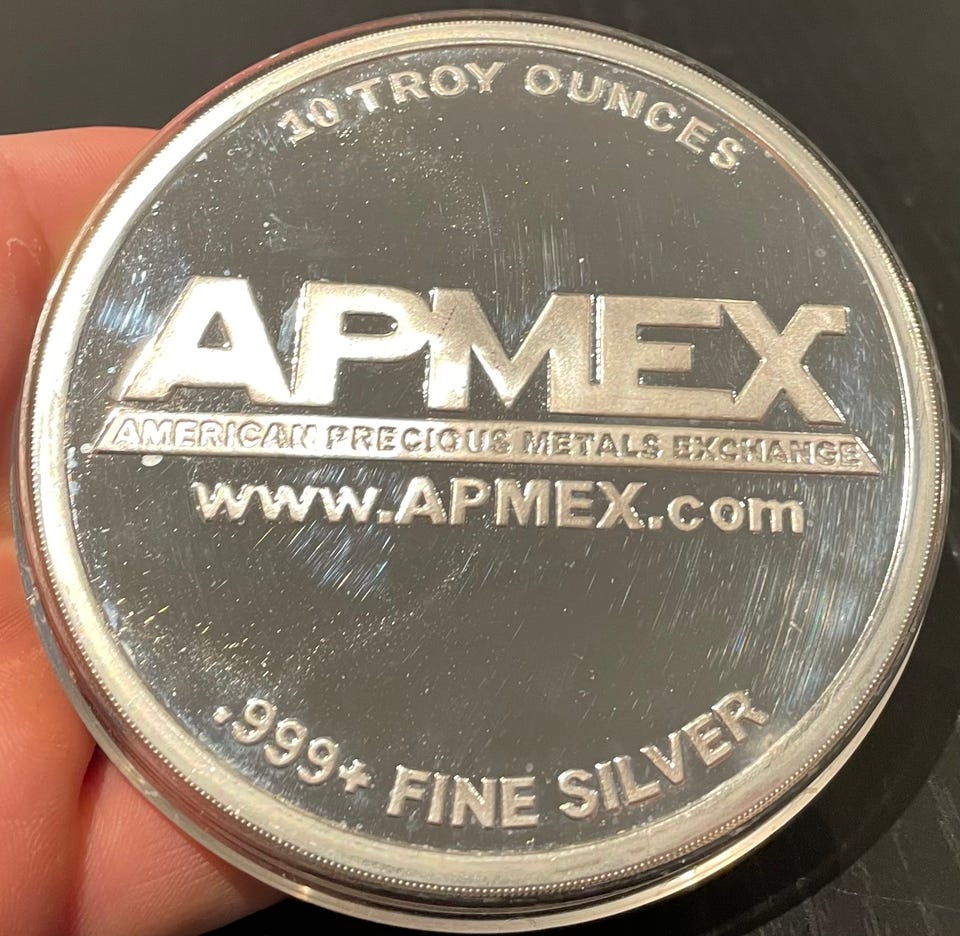 10 TROY OUNCES
APMEX
AMERICAN PRECIOUS METALS EXCHANGE
www.APMEX.com
.999+ FINE SILVER